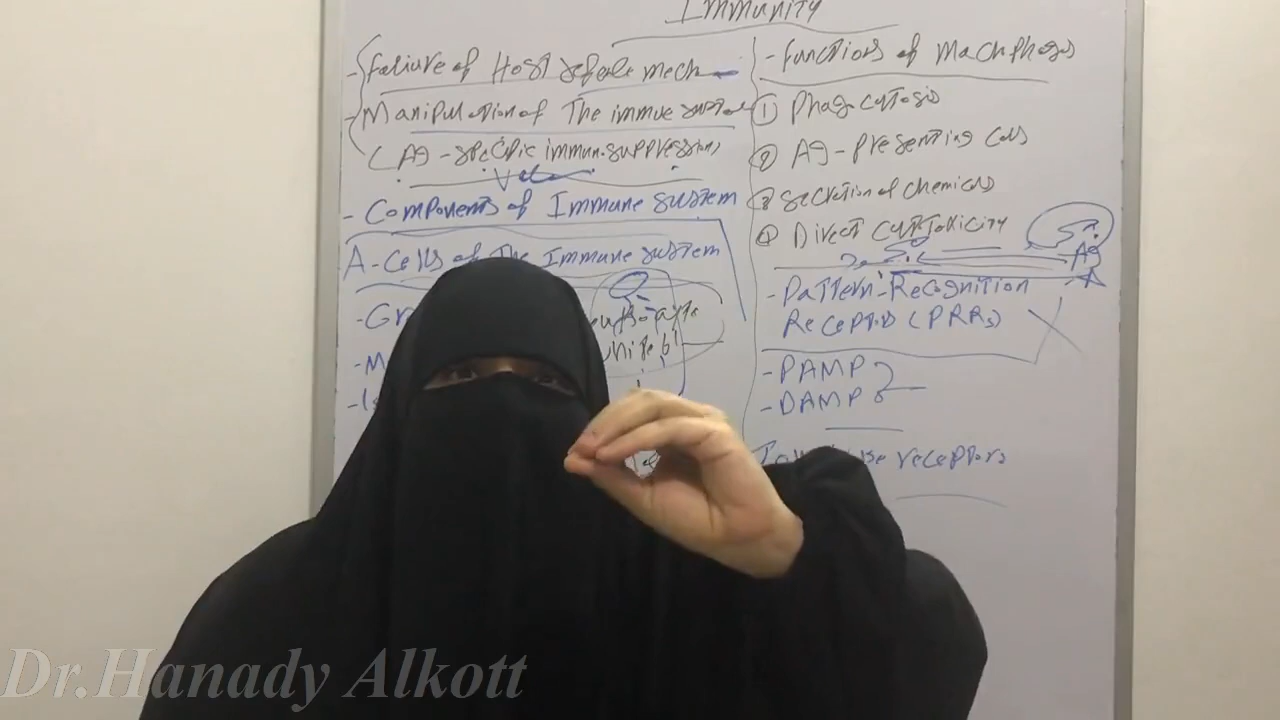 Immunity
- Failure of Host defense mech
- Manipulation of The immune system
( Ag - specific immunosuppression)
- Components of Immune system
A - Cells of The Immune system
- Gr
- M
- Functions of Macrophages
① Phagocytosis
② Ag - Presenting cells
③ Secretion of chemicals
④ Direct cytotoxicity
Ag
- Pattern - Recognition
Receptors (PRRs)
- PAMP
- DAMP
receptors
Dr.Hanady Alkott